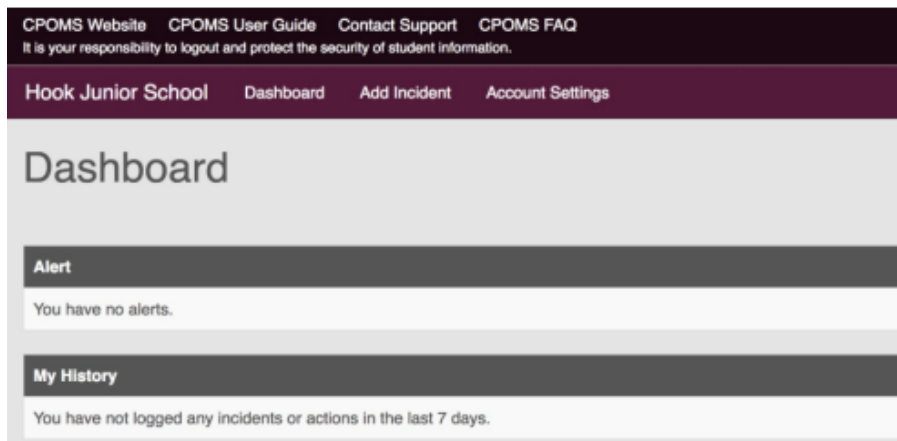 CPOMS Website CPOMS User Guide Contact Support CPOMS FAQ
It is your responsibility to logout and protect the security of student information.
Hook Junior School Dashboard Add Incident Account Settings
Dashboard
Alert
You have no alerts.
My History
You have not logged any incidents or actions in the last 7 days.